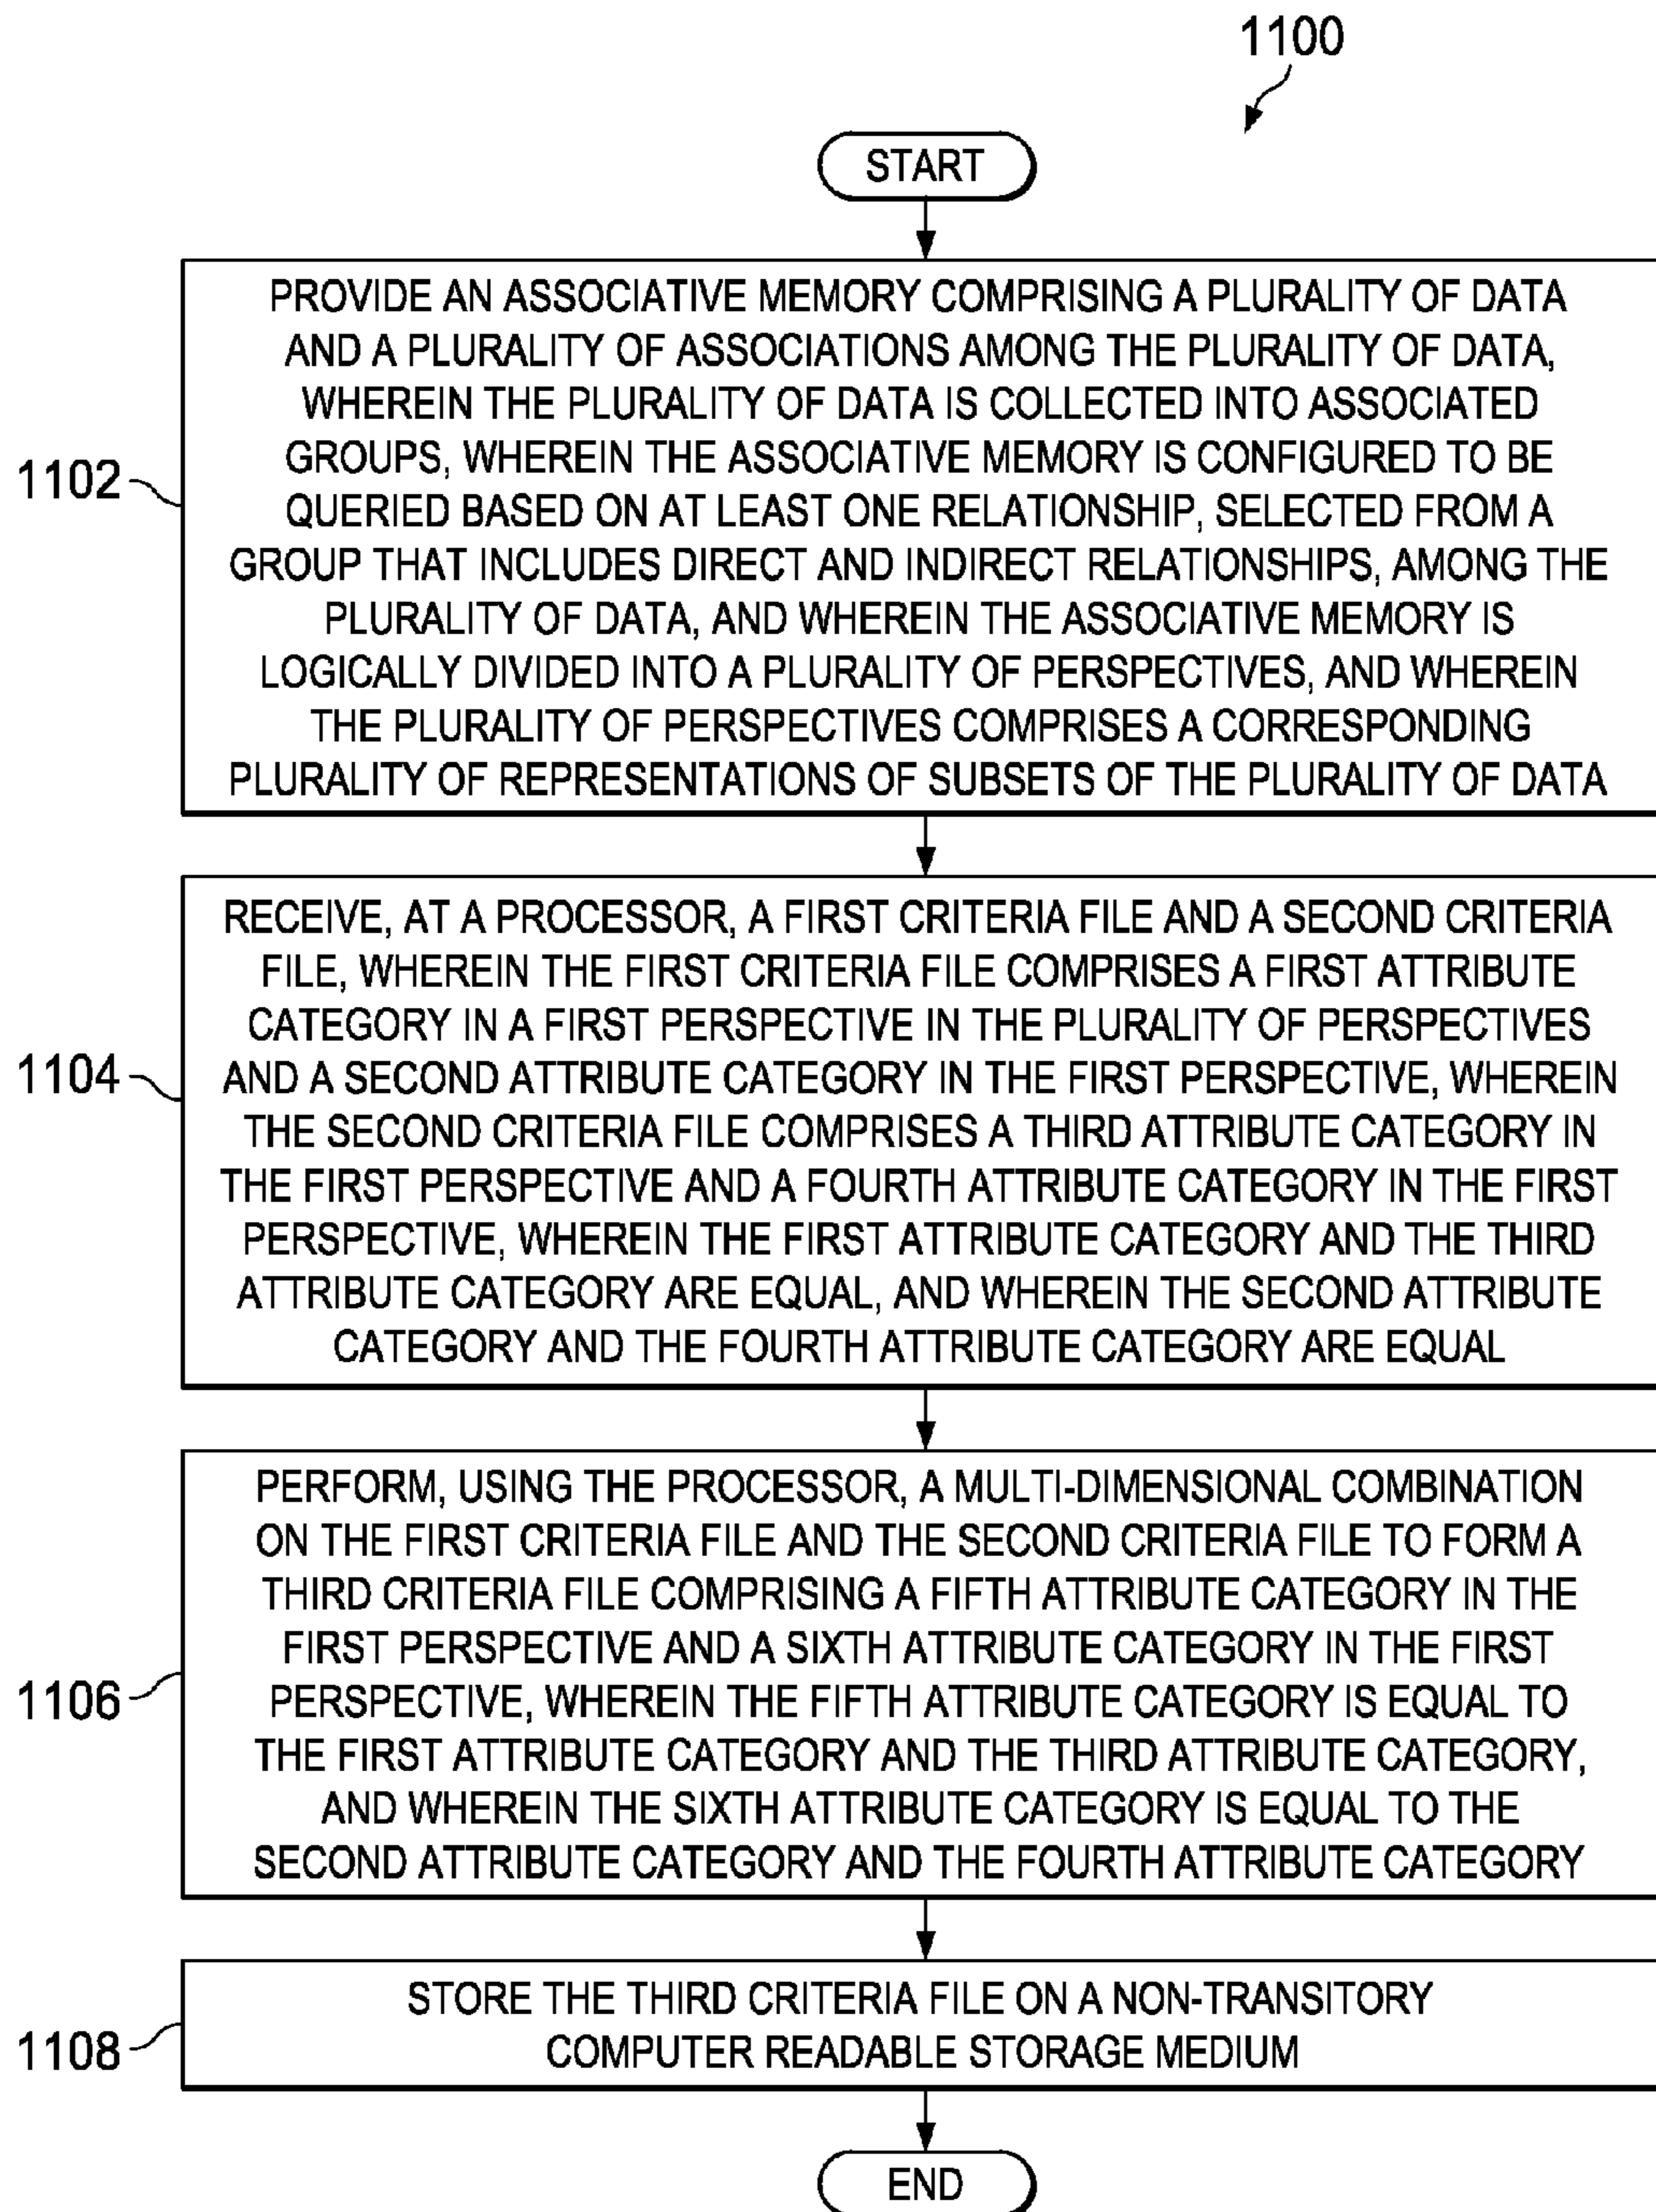 1100
START
1102
PROVIDE AN ASSOCIATIVE MEMORY COMPRISING A PLURALITY OF DATA
AND A PLURALITY OF ASSOCIATIONS AMONG THE PLURALITY OF DATA,
WHEREIN THE PLURALITY OF DATA IS COLLECTED INTO ASSOCIATED
GROUPS, WHEREIN THE ASSOCIATIVE MEMORY IS CONFIGURED TO BE
QUERIED BASED ON AT LEAST ONE RELATIONSHIP, SELECTED FROM A
GROUP THAT INCLUDES DIRECT AND INDIRECT RELATIONSHIPS, AMONG THE
PLURALITY OF DATA, AND WHEREIN THE ASSOCIATIVE MEMORY IS
LOGICALLY DIVIDED INTO A PLURALITY OF PERSPECTIVES, AND WHEREIN
THE PLURALITY OF PERSPECTIVES COMPRISES A CORRESPONDING
PLURALITY OF REPRESENTATIONS OF SUBSETS OF THE PLURALITY OF DATA
1104
RECEIVE, AT A PROCESSOR, A FIRST CRITERIA FILE AND A SECOND CRITERIA
FILE, WHEREIN THE FIRST CRITERIA FILE COMPRISES A FIRST ATTRIBUTE
CATEGORY IN A FIRST PERSPECTIVE IN THE PLURALITY OF PERSPECTIVES
AND A SECOND ATTRIBUTE CATEGORY IN THE FIRST PERSPECTIVE, WHEREIN
THE SECOND CRITERIA FILE COMPRISES A THIRD ATTRIBUTE CATEGORY IN
THE FIRST PERSPECTIVE AND A FOURTH ATTRIBUTE CATEGORY IN THE FIRST
PERSPECTIVE, WHEREIN THE FIRST ATTRIBUTE CATEGORY AND THE THIRD
ATTRIBUTE CATEGORY ARE EQUAL, AND WHEREIN THE SECOND ATTRIBUTE
CATEGORY AND THE FOURTH ATTRIBUTE CATEGORY ARE EQUAL
1106
PERFORM, USING THE PROCESSOR, A MULTI-DIMENSIONAL COMBINATION
ON THE FIRST CRITERIA FILE AND THE SECOND CRITERIA FILE TO FORM A
THIRD CRITERIA FILE COMPRISING A FIFTH ATTRIBUTE CATEGORY IN THE
FIRST PERSPECTIVE AND A SIXTH ATTRIBUTE CATEGORY IN THE FIRST
PERSPECTIVE, WHEREIN THE FIFTH ATTRIBUTE CATEGORY IS EQUAL TO
THE FIRST ATTRIBUTE CATEGORY AND THE THIRD ATTRIBUTE CATEGORY,
AND WHEREIN THE SIXTH ATTRIBUTE CATEGORY IS EQUAL TO THE
SECOND ATTRIBUTE CATEGORY AND THE FOURTH ATTRIBUTE CATEGORY
1108
STORE THE THIRD CRITERIA FILE ON A NON-TRANSITORY
COMPUTER READABLE STORAGE MEDIUM
END